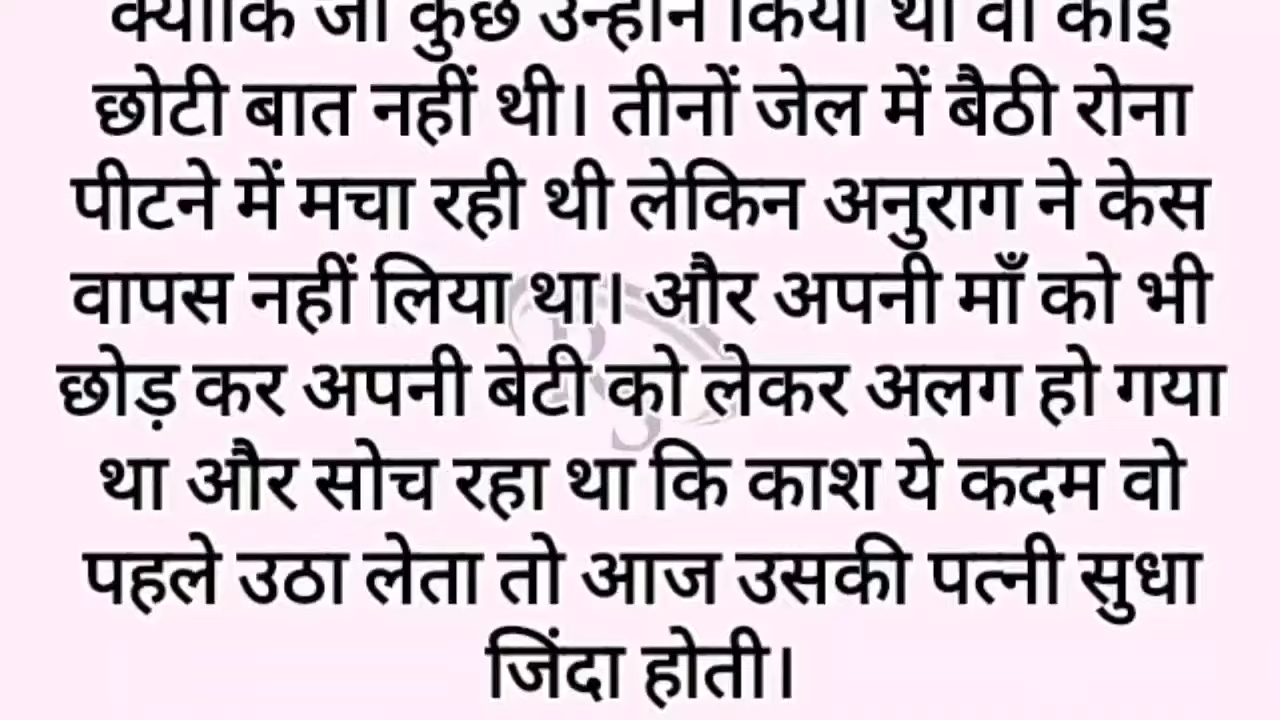 क्योंकि जो कुछ उन्होंने किया था वो कोई
छोटी बात नहीं थी। तीनों जेल में बैठी रोना
पीटने में मचा रही थी लेकिन अनुराग ने केस
वापस नहीं लिया था। और अपनी माँ को भी
छोड़ कर अपनी बेटी को लेकर अलग हो गया
था और सोच रहा था कि काश ये कदम वो
पहले उठा लेता तो आज उसकी पत्नी सुधा
जिंदा होती।